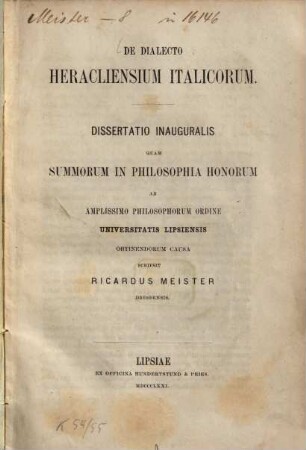 Meister — 8 in 16146
DE DIALECTO
HERACLIENSIUM ITALICORUM.
DISSERTATIO INAUGURALIS
QUAM
SUMMORUM IN PHILOSOPHIA HONORUM
AB
AMPLISSIMO PHILOSOPHORUM ORDINE
UNIVERSITATIS LIPSIENSIS
OBTINENDORUM CAUSA
SCRIPSIT
RICARDUS MEISTER
LIPSIAE
EX OFFICINA HUNDERTSTUND & PRIES.
MDCCCLXXI.